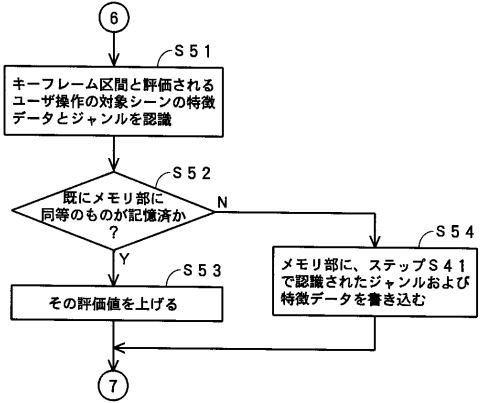 6
S51
キーフレーム区間と評価される
ユーザ操作の対象シーンの特徴
データとジャンルを認識
S52
既にメモリ部に
同等のものが記憶済か
?
N
Y
S54
メモリ部に、ステップS41
で認識されたジャンルおよび
特徴データを書き込む
S53
その評価値を上げる
7